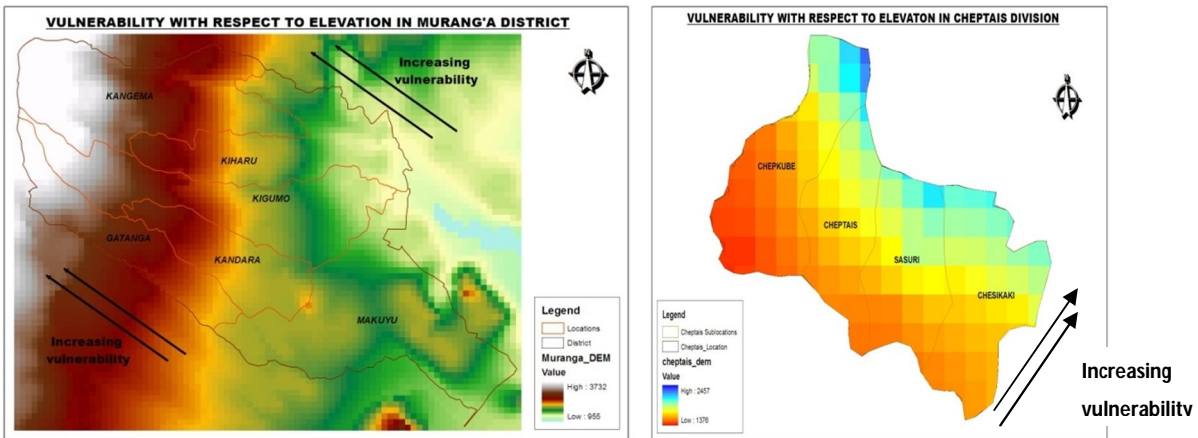 VULNERABILITY WITH RESPECT TO ELEVATION IN MURANG'A DISTRICT
Increasing
vulnerability
KANGEMA
KIHARU
KIGUMO
GATANGA
KANDARA
MAKUYU
Increasing
vulnerability
Legend
Locations
District
Muranga_DEM
Value
High : 3732
Low : 955
VULNERABILITY WITH RESPECT TO ELEVATON IN CHEPTAIS DIVISION
CHEPKUBE
CHEPTAIS
SASURI
CHESIKAKI
Legend
Cheptais Sublocations
Cheptais_Location
cheptais_dem
Value
High : 2457
Low : 1376
Increasing
vulnerability